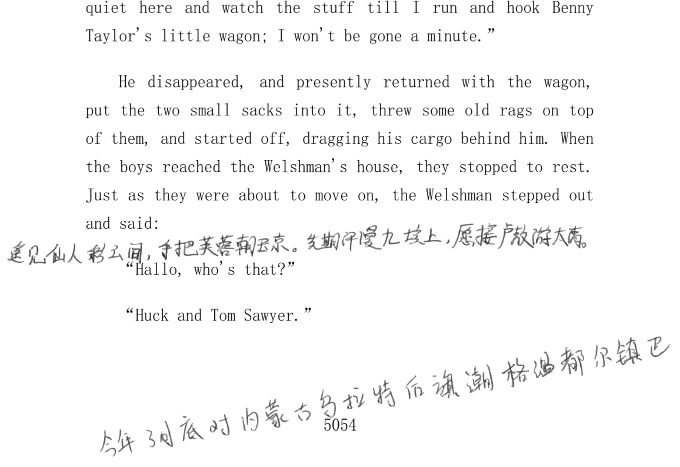 quiet here and watch the stuff till I run and hook Benny
Taylor's little wagon; I won't be gone a minute.”
He disappeared, and presently returned with the wagon,
put the two small sacks into it, threw some old rags on top
of them, and started off, dragging his cargo behind him. When
the boys reached the Welshman's house, they stopped to rest.
Just as they were about to move on, the Welshman stepped out
and said:
遥见仙人彩云间，手把芙蓉朝玉京。先期汗漫九垓上，愿接卢敖游太清。
“Hallo, who's that?”
“Huck and Tom Sawyer.”
今年3月底对内蒙古乌拉特后旗潮格温都尔镇巴
5054